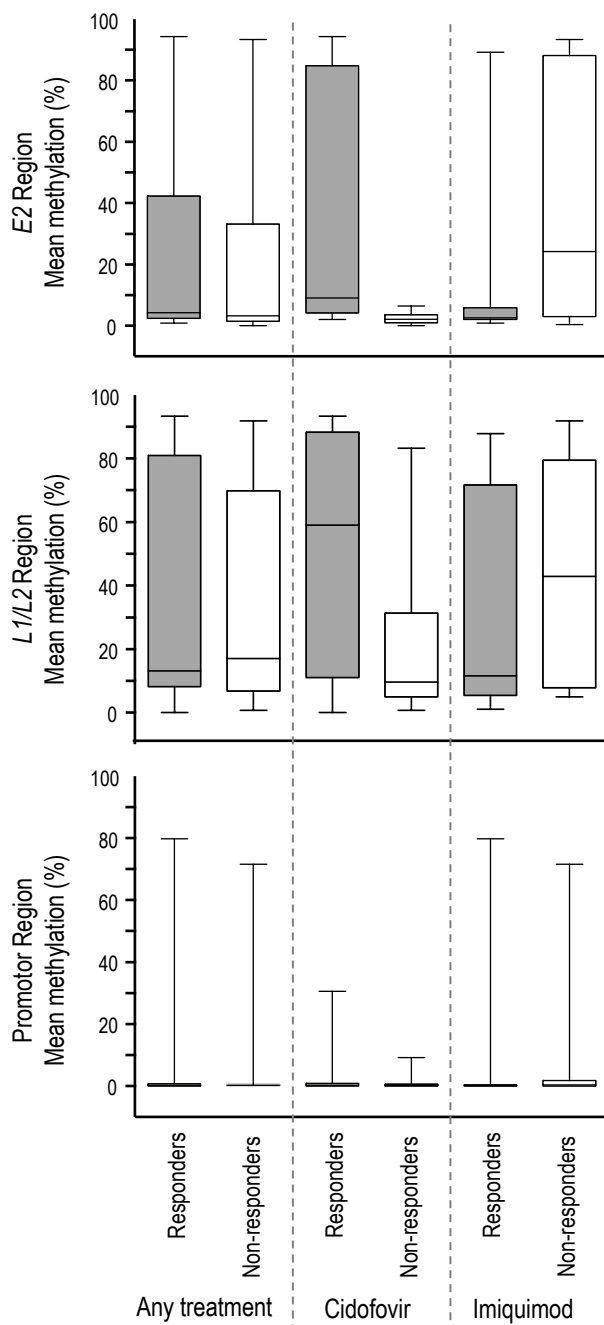 E2 Region
Mean methylation (%)
100
80
60
40
20
0
L1/L2 Region
Mean methylation (%)
100
80
60
40
20
0
Promotor Region
Mean methylation (%)
100
80
60
40
20
0
Responders
Non-responders
Responders
Non-responders
Responders
Non-responders
Any treatment
Cidofovir
Imiquimod